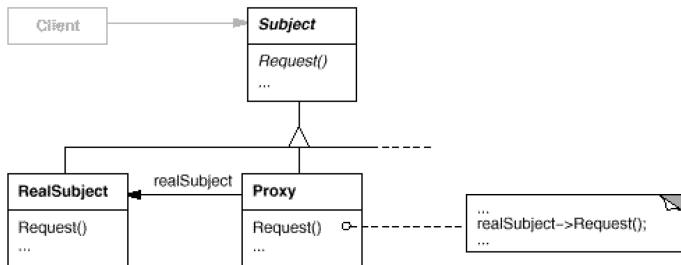 Client
Subject
Request()
...
realSubject
RealSubject
Request()
...
Proxy
Request()
...
...
realSubject->Request();
...